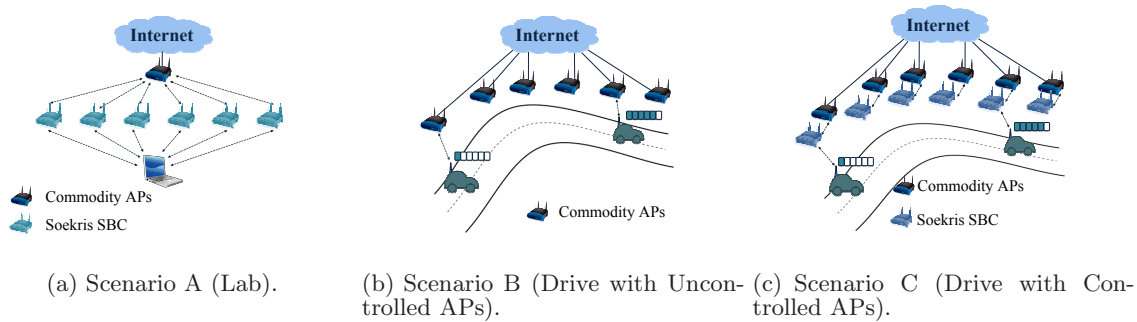 Internet
Commodity APs
Soekris SBC
(a) Scenario A (Lab).
Internet
Commodity APs
(b) Scenario B (Drive with Uncon-
trolled APs).
Internet
Commodity APs
Soekris SBC
(c) Scenario C (Drive with Con-
trolled APs).